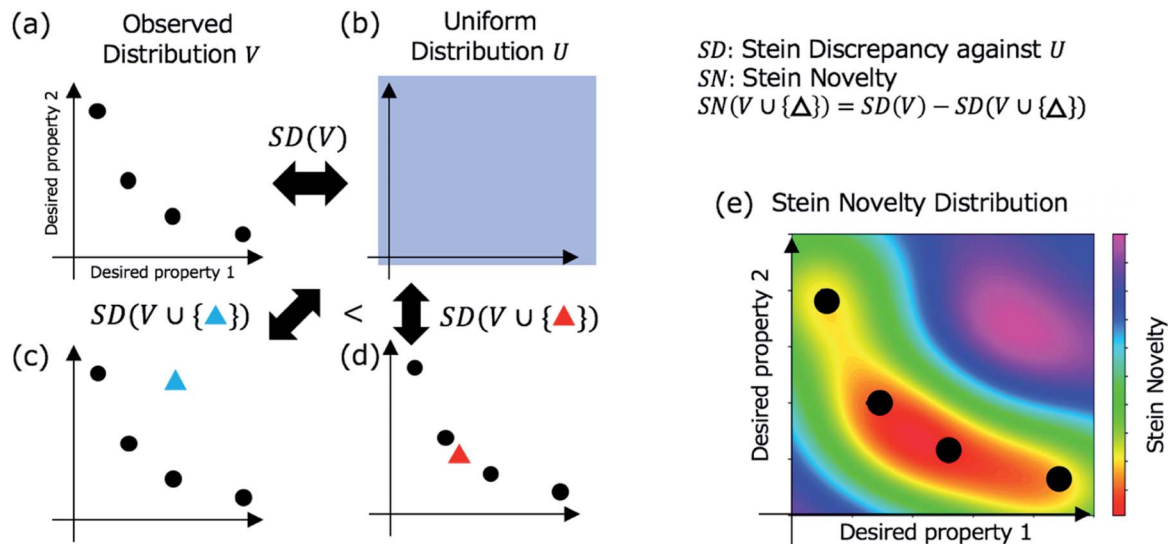 (a) Observed
Distribution V
Desired property 2
Desired property 1
SD(V)
(b) Uniform
Distribution U
SD: Stein Discrepancy against U
SN: Stein Novelty
SN(V ∪ {△}) = SD(V) − SD(V ∪ {△})
SD(V ∪ {▲}) < SD(V ∪ {▲})
(c)
(d)
(e) Stein Novelty Distribution
Desired property 2
Desired property 1
Stein Novelty